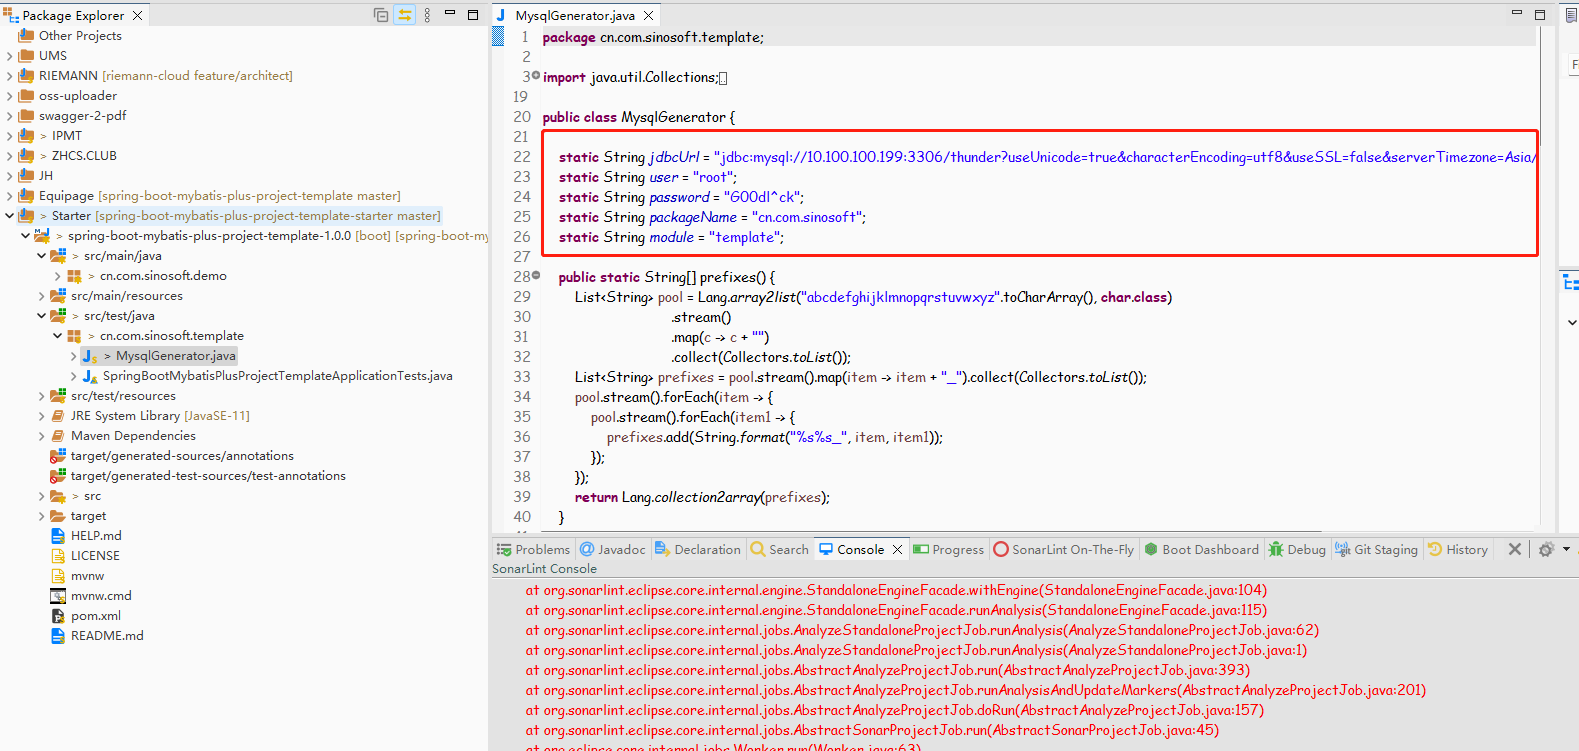 Package Explorer
Other Projects
UMS
RIEMANN [riemann-cloud feature/architect]
oss-uploader
swagger-2-pdf
> IPMT
> ZHCS.CLUB
JH
Equipage [spring-boot-mybatis-plus-project-template master]
> Starter [spring-boot-mybatis-plus-project-template-starter master]
> spring-boot-mybatis-plus-project-template-1.0.0 [boot] [spring-boot-my
> src/main/java
> cn.com.sinosoft.demo
src/main/resources
> src/test/java
> cn.com.sinosoft.template
> MysqlGenerator.java
SpringBootMybatisPlusProjectTemplateApplicationTests.java
src/test/resources
JRE System Library [JavaSE-11]
Maven Dependencies
target/generated-sources/annotations
target/generated-test-sources/test-annotations
> src
target
HELP.md
LICENSE
mvnw
mvnw.cmd
pom.xml
README.md
MysqlGenerator.java
1 package cn.com.sinosoft.template;
2
3 import java.util.Collections;
19
20 public class MysqlGenerator {
21
22 static String jdbcUrl = "jdbc:mysql://10.100.100.199:3306/thunder?useUnicode=true&characterEncoding=utf8&useSSL=false&serverTimezone=Asia/
23 static String user = "root";
24 static String password = "G00dl^ck";
25 static String packageName = "cn.com.sinosoft";
26 static String module = "template";
27
28 public static String[] prefixes() {
29 List<String> pool = Lang.array2list("abcdefghijklmnopqrstuvwxyz".toCharArray(), char.class)
30 .stream()
31 .map(c -> c + "")
32 .collect(Collectors.toList());
33 List<String> prefixes = pool.stream().map(item -> item + "_").collect(Collectors.toList());
34 pool.stream().forEach(item -> {
35 pool.stream().forEach(item1 -> {
36 prefixes.add(String.format("%s%s_", item, item1));
37 });
38 });
39 return Lang.collection2array(prefixes);
40 }
Problems Javadoc Declaration Search Console Progress SonarLint On-The-Fly Boot Dashboard Debug Git Staging History
SonarLint Console
at org.sonarlint.eclipse.core.internal.engine.StandaloneEngineFacade.withEngine(StandaloneEngineFacade.java:104)
at org.sonarlint.eclipse.core.internal.engine.StandaloneEngineFacade.runAnalysis(StandaloneEngineFacade.java:115)
at org.sonarlint.eclipse.core.internal.jobs.AnalyzeStandaloneProjectJob.runAnalysis(AnalyzeStandaloneProjectJob.java:62)
at org.sonarlint.eclipse.core.internal.jobs.AnalyzeStandaloneProjectJob.runAnalysis(AnalyzeStandaloneProjectJob.java:1)
at org.sonarlint.eclipse.core.internal.jobs.AbstractAnalyzeProjectJob.run(AbstractAnalyzeProjectJob.java:393)
at org.sonarlint.eclipse.core.internal.jobs.AbstractAnalyzeProjectJob.runAnalysisAndUpdateMarkers(AbstractAnalyzeProjectJob.java:201)
at org.sonarlint.eclipse.core.internal.jobs.AbstractAnalyzeProjectJob.doRun(AbstractAnalyzeProjectJob.java:157)
at org.sonarlint.eclipse.core.internal.jobs.AbstractSonarProjectJob.run(AbstractSonarProjectJob.java:45)
at org.eclipse.core.internal.jobs.Worker.run(Worker.java:63)